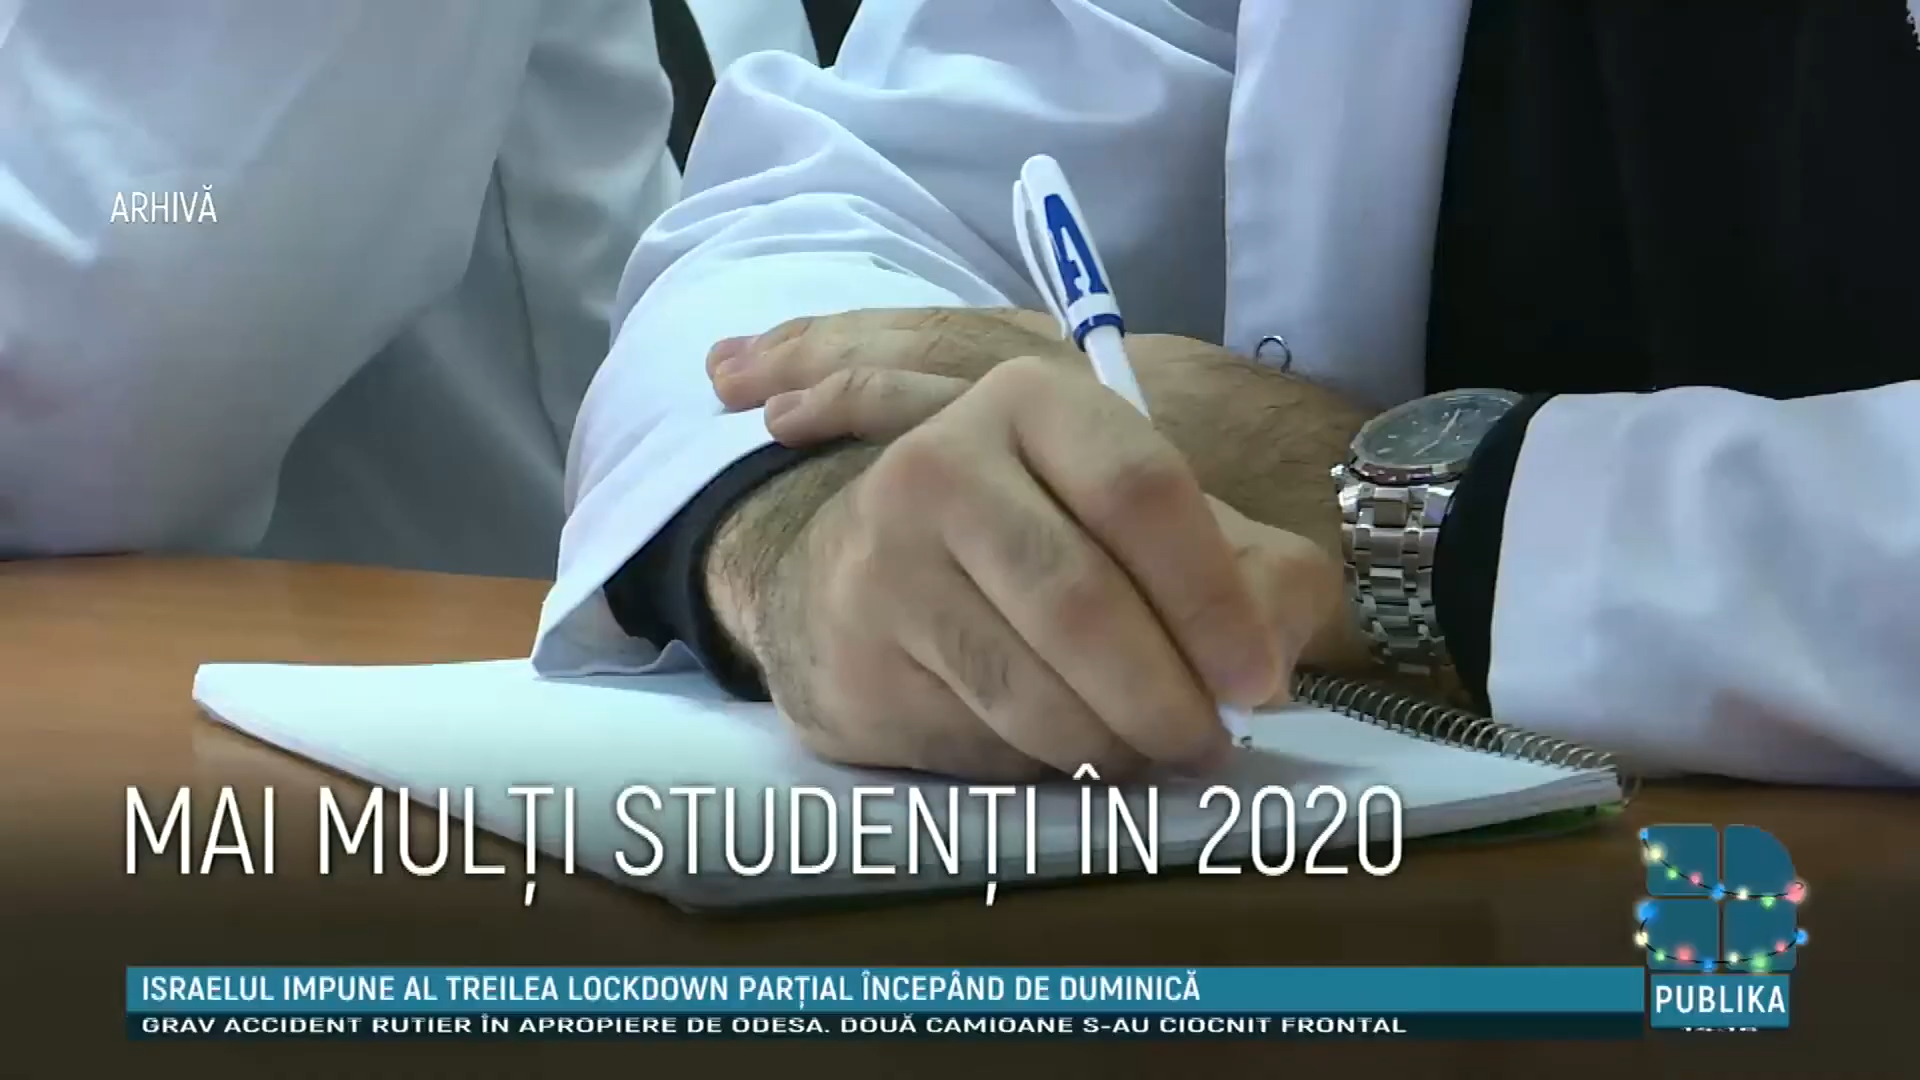 ARHIVĂ
A
MAI MULȚI STUDENȚI ÎN 2020
ISRAELUL IMPUNE AL TREILEA LOCKDOWN PARȚIAL ÎNCEPÂND DE DUMINICĂ
PUBLIKA
GRAV ACCIDENT RUTIER ÎN APROPIERE DE ODESA. DOUĂ CAMIOANE S-AU CIOCNIT FRONTAL